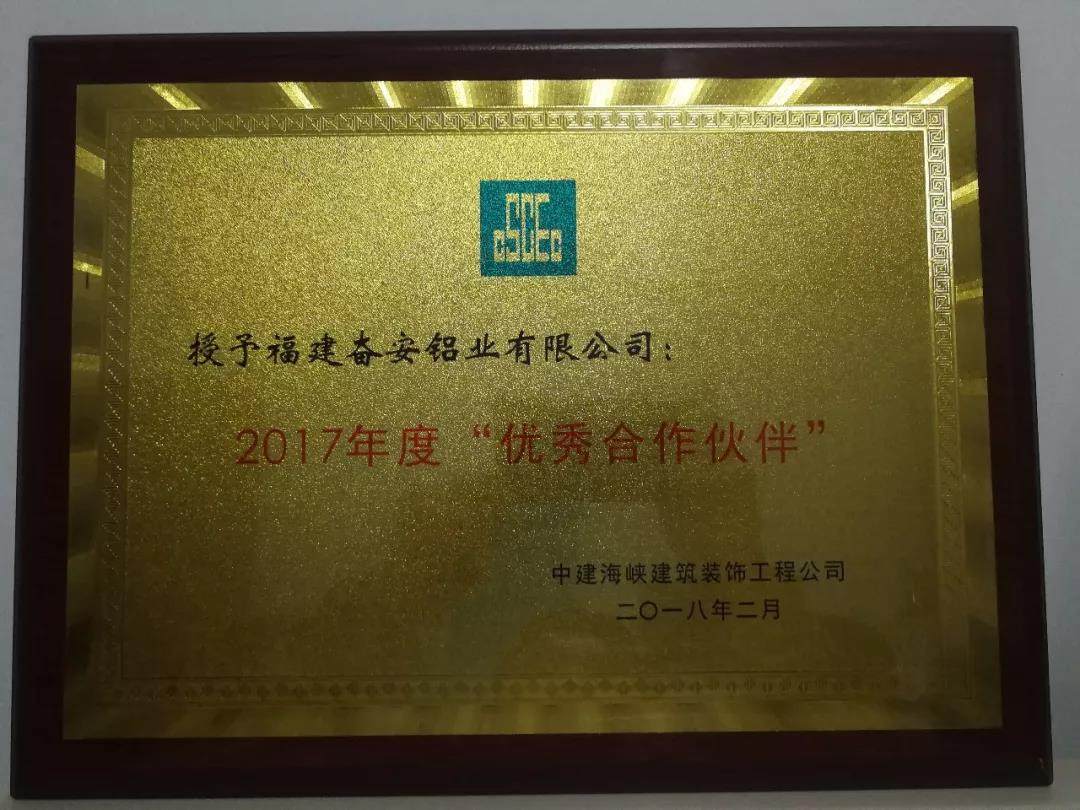 CSCEC
授予福建奋安铝业有限公司：
2017年度“优秀合作伙伴”
中建海峡建筑装饰工程公司
二〇一八年二月